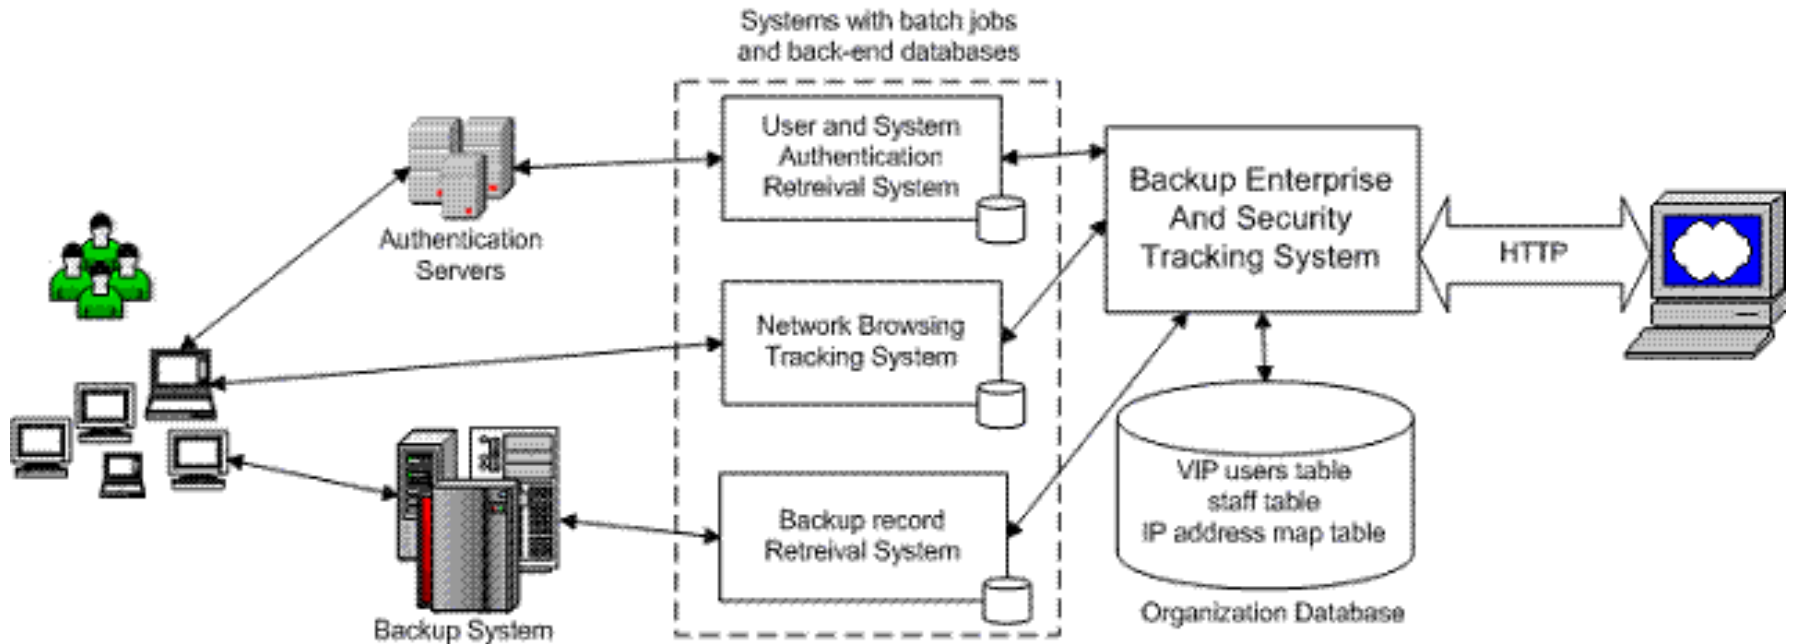 Systems with batch jobs
and back-end databases
User and System
Authentication
Retreival System
Authentication
Servers
Backup Enterprise
And Security
Tracking System
HTTP
Network Browsing
Tracking System
VIP users table
staff table
IP address map table
Backup record
Retreival System
Organization Database
Backup System